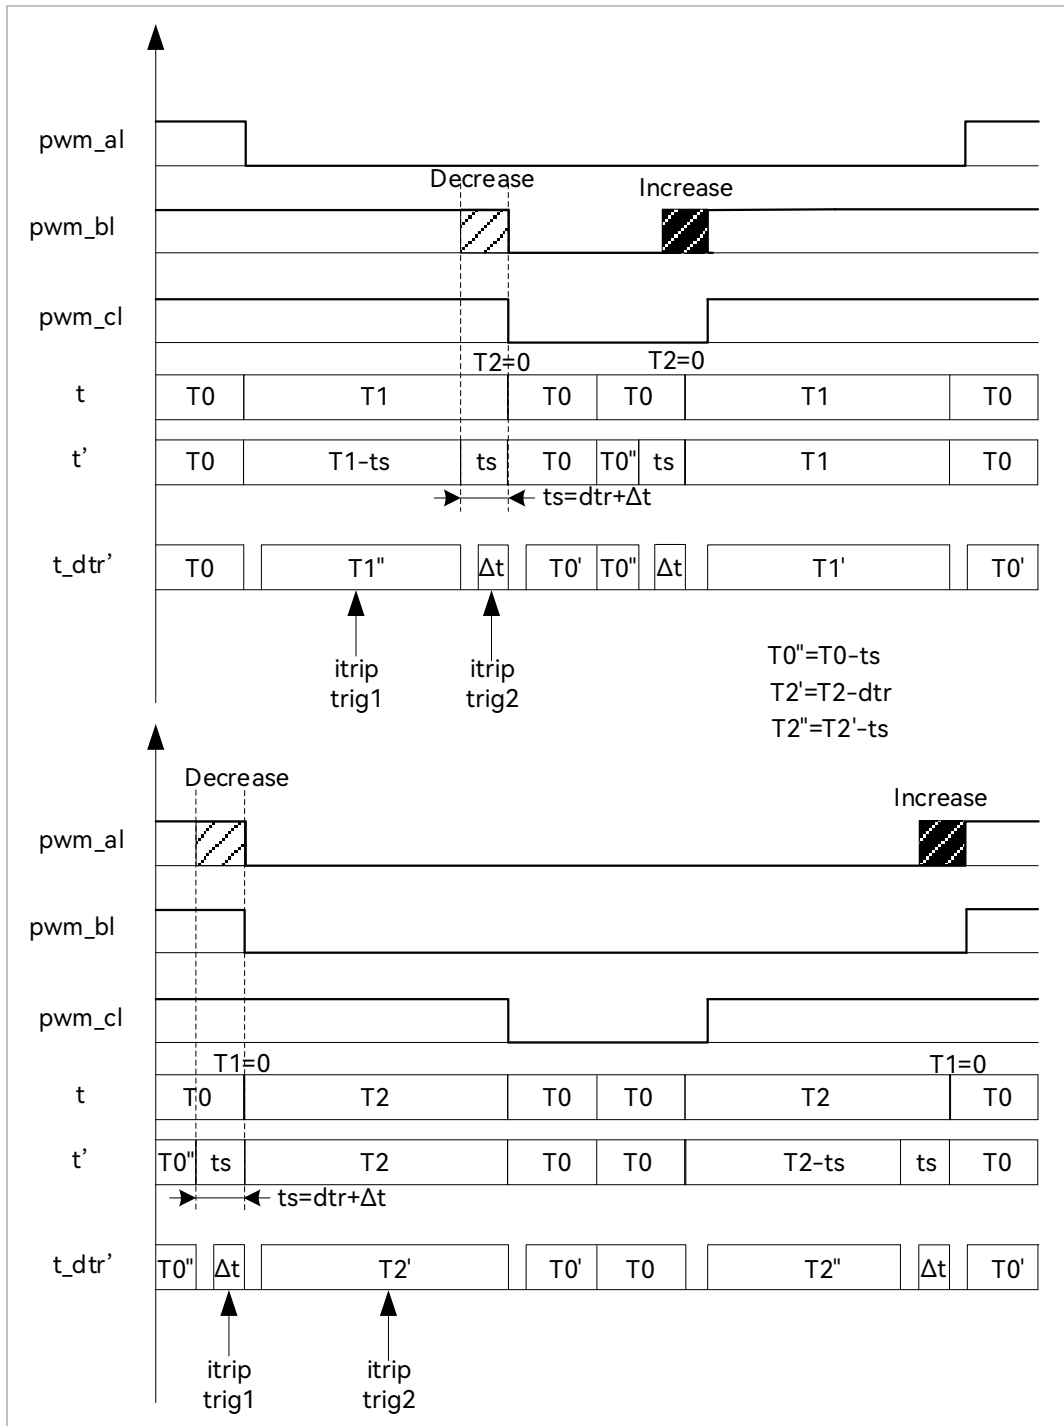 pwm_al
Decrease
Increase
pwm_bl
pwm_cl
T2=0
T2=0
t
T0
T1
T0
T0
T1
T0
t’
T0
T1-ts
ts
T0
T0"
ts
T1
T0
ts=dtr+Δt
t_dtr’
T0
T1"
Δt
T0'
T0"
Δt
T1'
T0'
itrip
trig1
itrip
trig2
T0"=T0-ts
T2'=T2-dtr
T2"=T2'-ts
Decrease
Increase
pwm_al
pwm_bl
pwm_cl
T1=0
T1=0
t
T0
T2
T0
T0
T2
T0
t’
T0"
ts
T2
T0
T0
T2-ts
ts
T0
ts=dtr+Δt
t_dtr’
T0"
Δt
T2'
T0'
T0
T2"
Δt
T0'
itrip
trig1
itrip
trig2